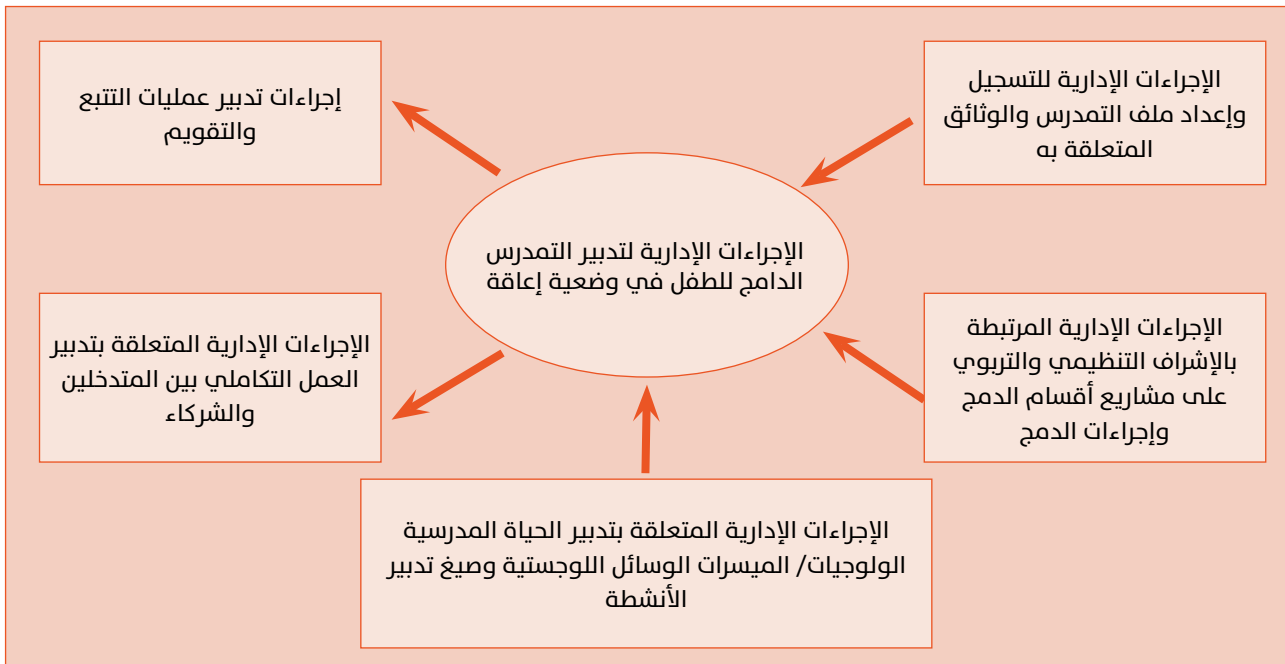 الإجراءات الإدارية للتسجيل
وإعداد ملف التمدرس والوثائق
المتعلقة به
إجراءات تدبير عمليات التتبع
والتقويم
الإجراءات الإدارية لتدبير التمدرس
الدامج للطفل في وضعية إعاقة
الإجراءات الإدارية المرتبطة
بالإشراف التنظيمي والتربوي
على مشاريع أقسام الدمج
وإجراءات الدمج
الإجراءات الإدارية المتعلقة بتدبير
العمل التكاملي بين المتدخلين
والشركاء
الإجراءات الإدارية المتعلقة بتدبير الحياة المدرسية
الولوجيات/ الميسرات الوسائل اللوجستية وصيغ تدبير
الأنشطة